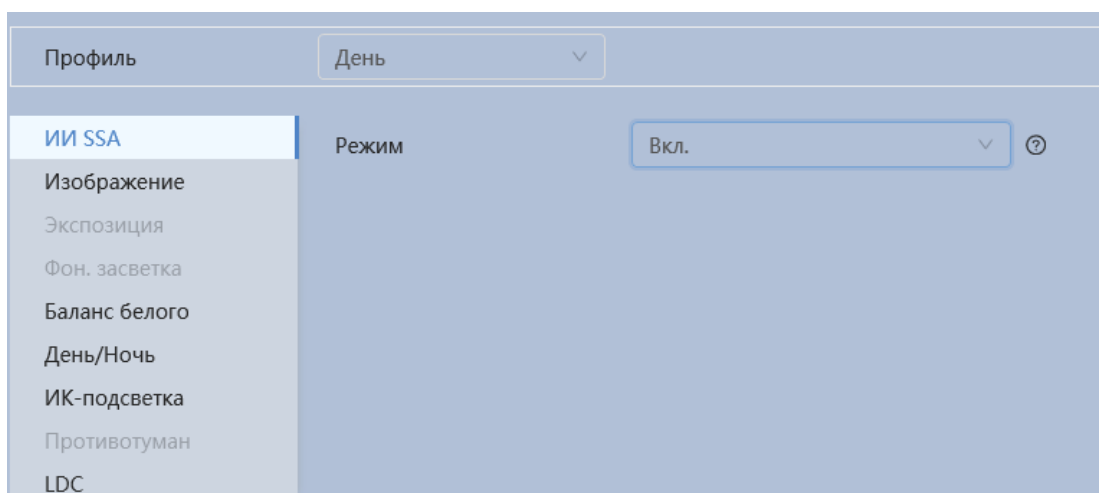 Профиль День
ИИ SSA
Режим Вкл.
Изображение
Экспозиция
Фон. засветка
Баланс белого
День/Ночь
ИК-подсветка
Противотуман
LDC